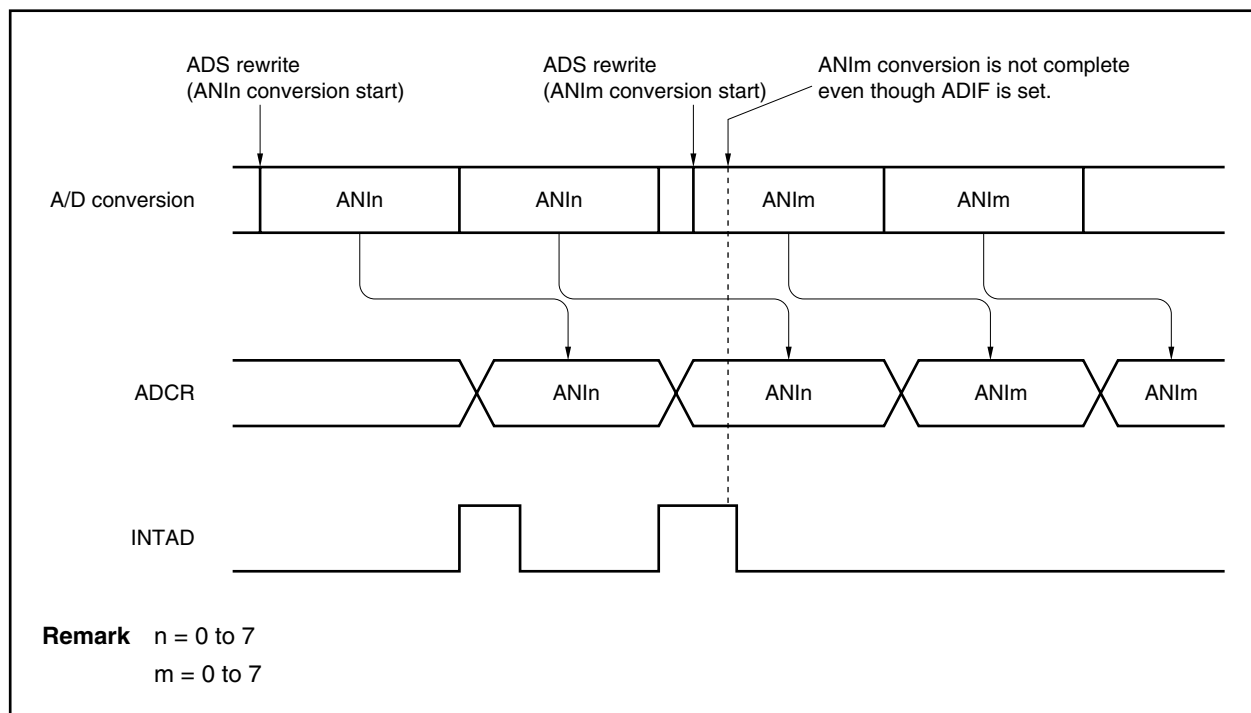 ADS rewrite
(ANIn conversion start)
ADS rewrite
(ANIm conversion start)
ANIm conversion is not complete
even though ADIF is set.
A/D conversion
ANIn
ANIn
ANIm
ANIm
ADCR
ANIn
ANIn
ANIm
ANIm
INTAD
Remark n = 0 to 7
m = 0 to 7